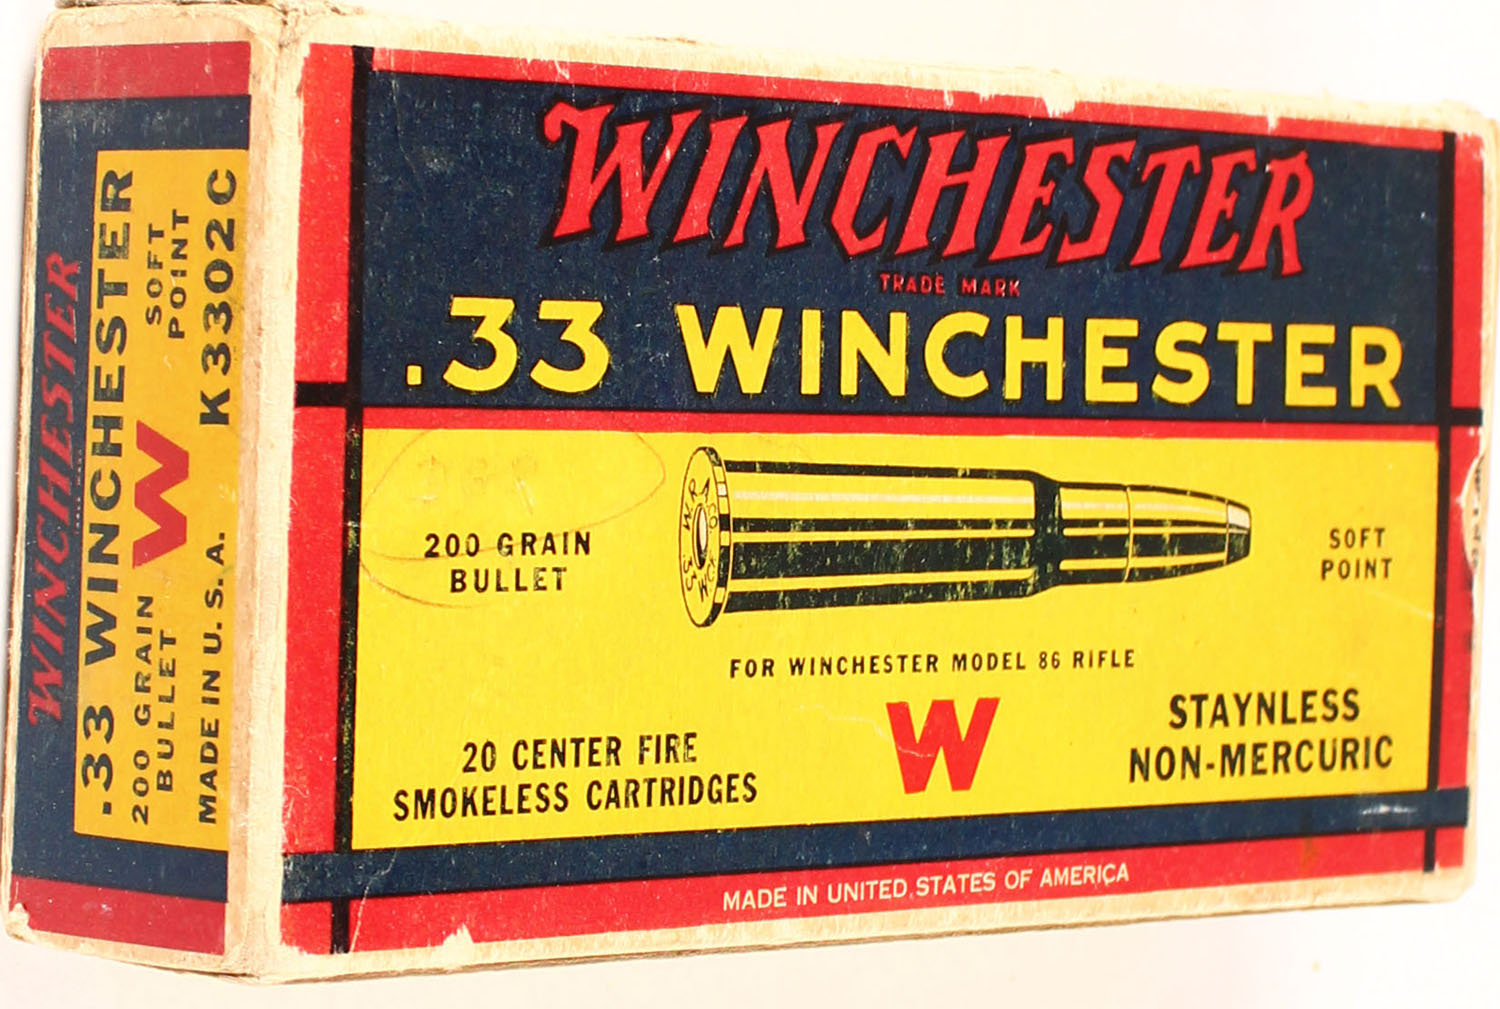 WINCHESTER
TRADE MARK
.33 WINCHESTER
200 GRAIN
BULLET
SOFT
POINT
FOR WINCHESTER MODEL 86 RIFLE
20 CENTER FIRE
SMOKELESS CARTRIDGES
W
STAYNLESS
NON-MERCURIC
MADE IN UNITED STATES OF AMERICA
WINCHESTER
.33 WINCHESTER
200 GRAIN
BULLET
W
SOFT
POINT
MADE IN U.S.A.
K3302C